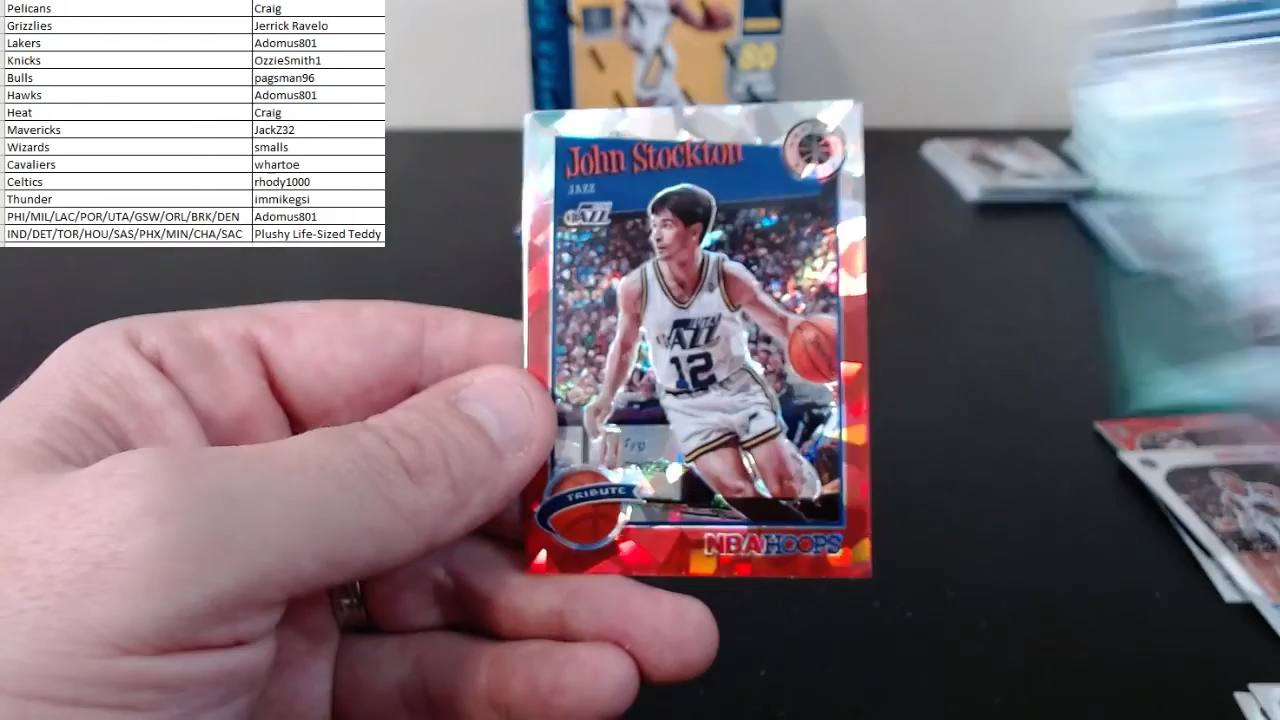 Pelicans Craig
Grizzlies Jerrick Ravelo
Lakers Adomus801
Knicks OzzieSmith1
Bulls pagsman96
Hawks Adomus801
Heat Craig
Mavericks JackZ32
Wizards smalls
Cavaliers whartoe
Celtics rhody1000
Thunder immikegsi
PHI/MIL/LAC/POR/UTA/GSW/ORL/BRK/DEN Adomus801
IND/DET/TOR/HOU/SAS/PHX/MIN/CHA/SAC Plushy Life-Sized Teddy
John Stockton
JAZZ
JAZZ
UTAH
JAZZ
12
TRIBUTE
NBA HOOPS